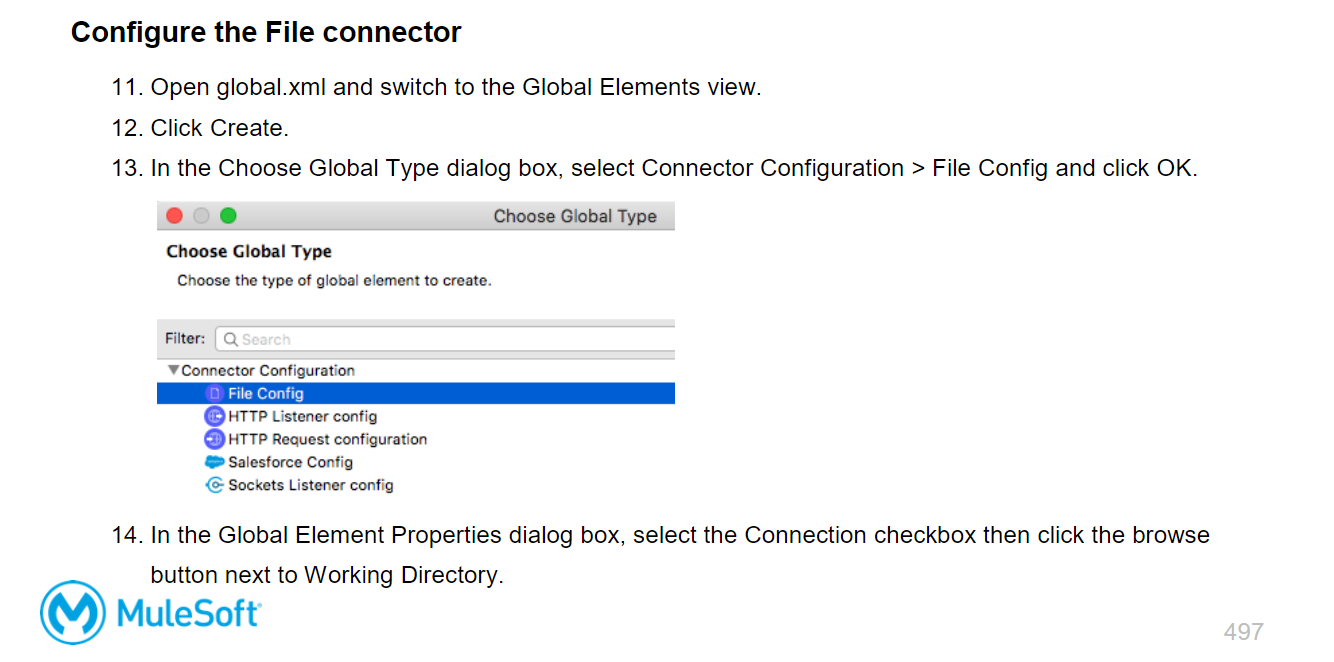 Configure the File connector
11. Open global.xml and switch to the Global Elements view.
12. Click Create.
13. In the Choose Global Type dialog box, select Connector Configuration > File Config and click OK.
Choose Global Type
Choose Global Type
Choose the type of global element to create.
Filter: Search
Connector Configuration
File Config
HTTP Listener config
HTTP Request configuration
Salesforce Config
Sockets Listener config
14. In the Global Element Properties dialog box, select the Connection checkbox then click the browse
button next to Working Directory.
MuleSoft
497